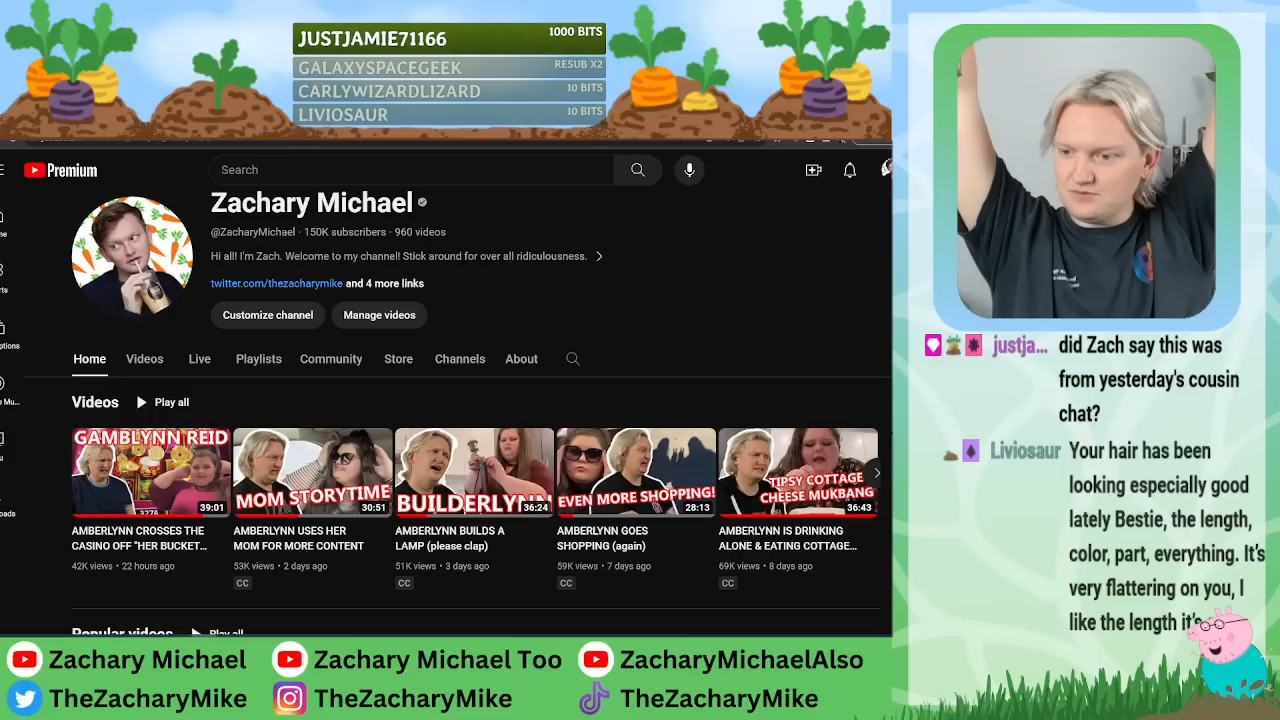 JUSTJAMIE71166 1000 BITS
GALAXYSPACEGEEK RESUB X2
CARLYWIZARDLIZARD 10 BITS
LIVIOSAUR 10 BITS
Premium
Search
Zachary Michael
@ZacharyMichael · 150K subscribers · 960 videos
Hi all! I'm Zach. Welcome to my channel! Stick around for over all ridiculousness.
twitter.com/thezacharymike and 4 more links
Customize channel Manage videos
Home Videos Live Playlists Community Store Channels About
Videos Play all
GAMBLYNN REID
39:01
MOM STORYTIME
30:51
BUILDERLYNN
36:24
EVEN MORE SHOPPING!
28:13
TIPSY COTTAGE
CHEESE MUKBANG
36:43
AMBERLYNN CROSSES THE
CASINO OFF "HER BUCKET...
42K views · 22 hours ago
AMBERLYNN USES HER
MOM FOR MORE CONTENT
53K views · 2 days ago
CC
AMBERLYNN BUILDS A
LAMP (please clap)
51K views · 3 days ago
CC
AMBERLYNN GOES
SHOPPING (again)
59K views · 7 days ago
CC
AMBERLYNN IS DRINKING
ALONE & EATING COTTAGE...
69K views · 8 days ago
CC
Popular videos Play all
justja... did Zach say this was
from yesterday's cousin
chat?
Liviosaur Your hair has been
looking especially good
lately Bestie, the length,
color, part, everything. It's
very flattering on you, I
like the length it's
Zachary Michael Zachary Michael Too ZacharyMichaelAlso
TheZacharyMike TheZacharyMike TheZacharyMike